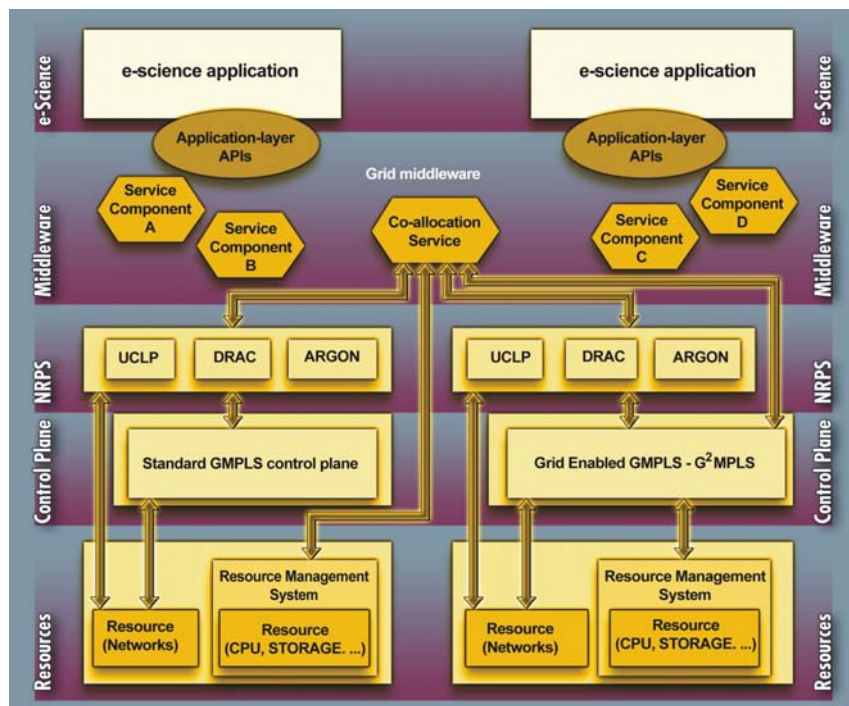 e-Science
e-science application
e-science application
e-Science
Application-layer
APIs
Application-layer
APIs
Middleware
Grid middleware
Service
Component
A
Service
Component
B
Co-allocation
Service
Service
Component
C
Service
Component
D
Middleware
NRPS
UCLP
DRAC
ARGON
UCLP
DRAC
ARGON
NRPS
Control Plane
Standard GMPLS control plane
Grid Enabled GMPLS - G²MPLS
Control Plane
Resources
Resource
(Networks)
Resource Management
System
Resource
(CPU, STORAGE. ...)
Resource
(Networks)
Resource Management
System
Resource
(CPU, STORAGE. ...)
Resources